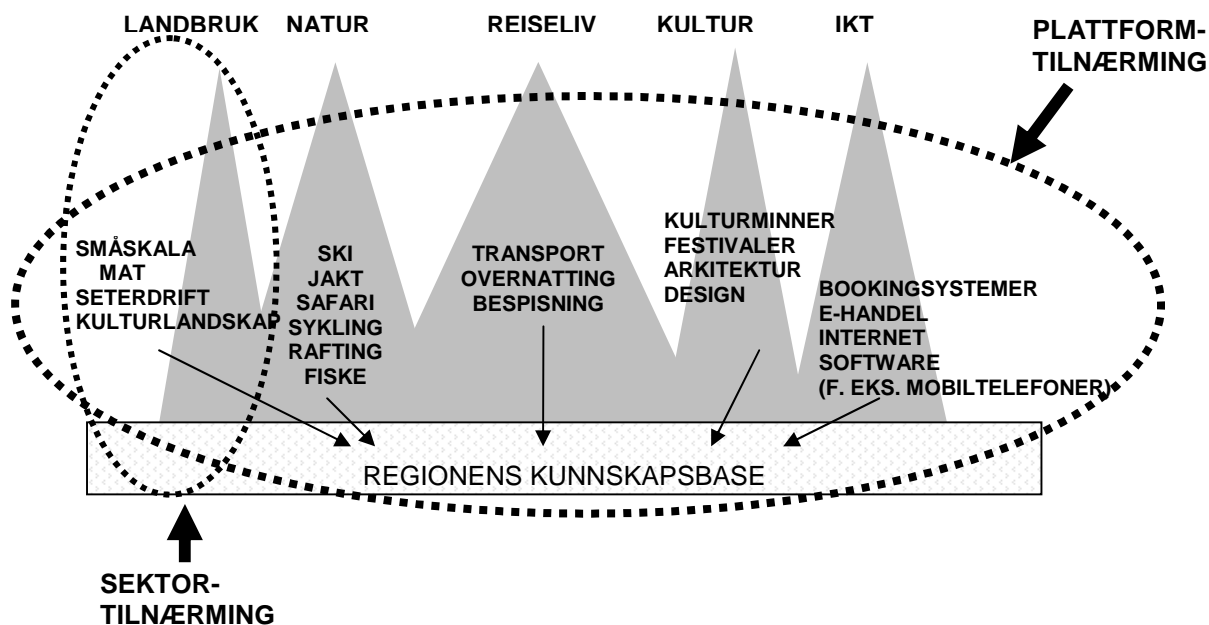 LANDBRUK NATUR REISELIV KULTUR IKT
PLATTFORM-
TILNÆRMING
SMÅSKALA
MAT
SETERDRIFT
KULTURLANDSKAP
SKI
JAKT
SAFARI
SYKLING
RAFTING
FISKE
TRANSPORT
OVERNATTING
BESPISNING
KULTURMINNER
FESTIVALER
ARKITEKTUR
DESIGN
BOOKINGSYSTEMER
E-HANDEL
INTERNET
SOFTWARE
(F. EKS. MOBILTELEFONER)
REGIONENS KUNNSKAPSBASE
SEKTOR-
TILNÆRMING